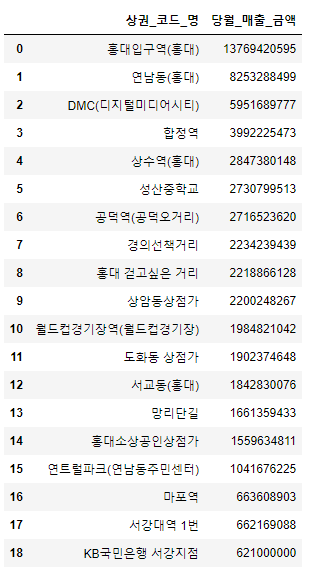 상권_코드_명 당월_매출_금액
0 홍대입구역(홍대) 13769420595
1 연남동(홍대) 8253288499
2 DMC(디지털미디어시티) 5951689777
3 합정역 3992225473
4 상수역(홍대) 2847380148
5 성산중학교 2730799513
6 공덕역(공덕오거리) 2716523620
7 경의선책거리 2234239439
8 홍대 걷고싶은 거리 2218866128
9 상암동상점가 2200248267
10 월드컵경기장역(월드컵경기장) 1984821042
11 도화동 상점가 1902374648
12 서교동(홍대) 1842830076
13 망리단길 1661359433
14 홍대소상공인상점가 1559634811
15 연트럴파크(연남동주민센터) 1041676225
16 마포역 663608903
17 서강대역 1번 662169088
18 KB국민은행 서강지점 621000000